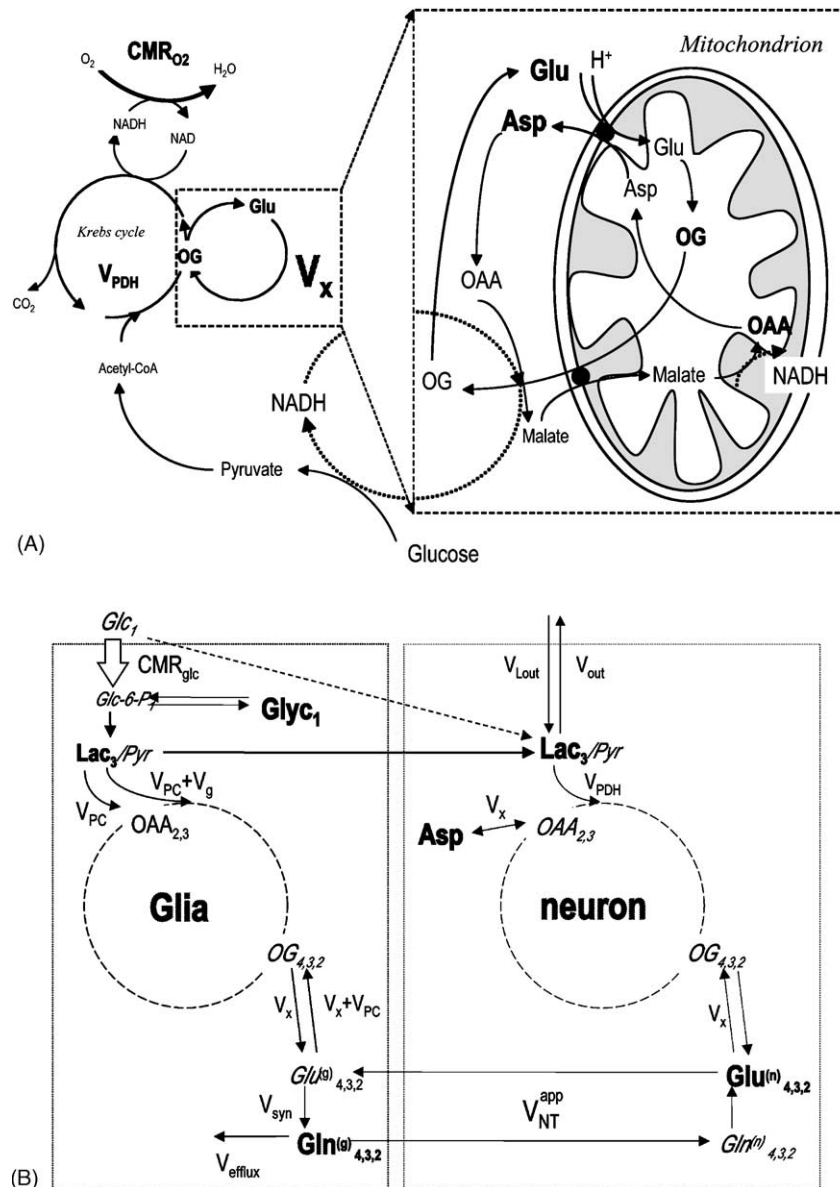 CMRO2
O2
H2O
NADH
NAD
Krebs cycle
VPDH
CO2
OG
Glu
Vx
Acetyl-CoA
Pyruvate
NADH
Glucose
Mitochondrion
Glu
H+
Asp
Glu
Asp
OG
OAA
OAA
NADH
OG
Malate
Malate
(A)
Glc1
CMRglc
Glc-6-P1
Glyc1
Lac3/Pyr
VPC+Vg
VPC
OAA2,3
Glia
OG4,3,2
Vx
Vx+VPC
Glu(g)4,3,2
Vsyn
Gln(g)4,3,2
Vefflux
VLout
Vout
Lac3/Pyr
VPDH
Vx
Asp
OAA2,3
neuron
OG4,3,2
Vx
Glu(n)4,3,2
VNTapp
Gln(n)4,3,2
(B)